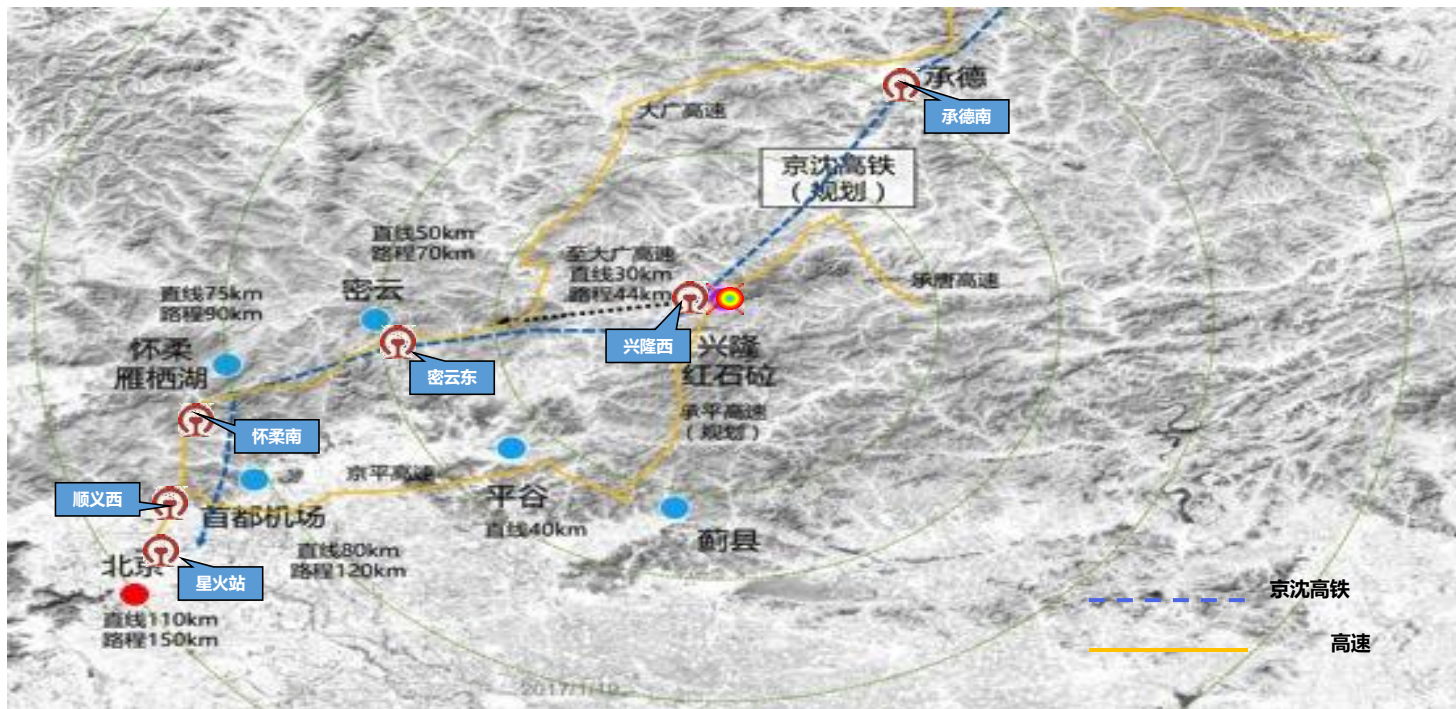 承德
承德南
大广高速
京沈高铁
（规划）
直线50km
路程70km
至大广高速
直线30km
路程44km
承唐高速
密云
直线75km
路程90km
兴隆西
兴隆
红石砬
怀柔
雁栖湖
密云东
承平高速
（规划）
怀柔南
京平高速
平谷
直线40km
顺义西
首都机场
蓟县
直线80km
路程120km
北京
星火站
直线110km
路程150km
京沈高铁
高速
2017/1/19